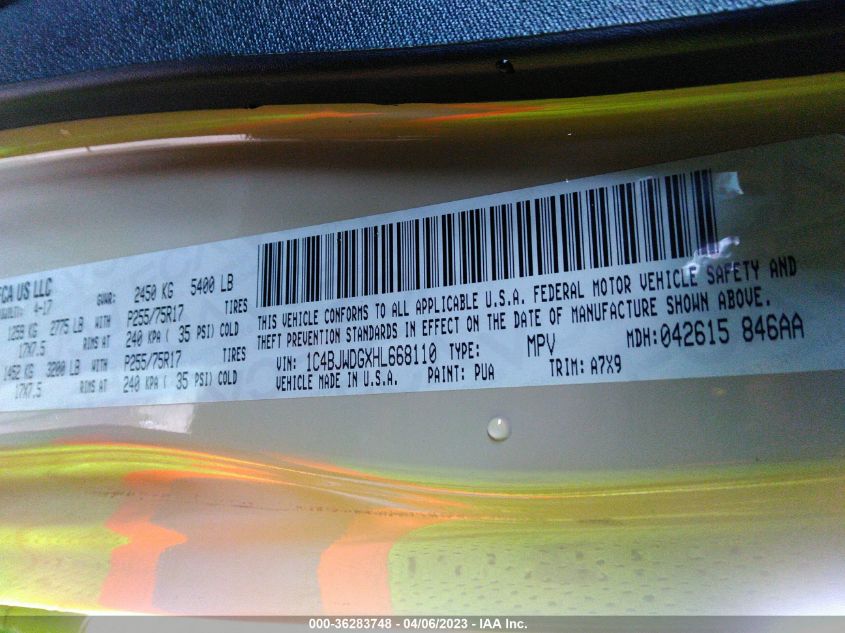 FCA US LLC
4-17
GVWR: 2450 KG 5400 LB
1259 KG 2775 LB WITH P255/75R17 TIRES
17X7.5 RIMS AT 240 KPA ( 35 PSI) COLD
1452 KG 3200 LB WITH P255/75R17 TIRES
17X7.5 RIMS AT 240 KPA ( 35 PSI) COLD
THIS VEHICLE CONFORMS TO ALL APPLICABLE U.S.A. FEDERAL MOTOR VEHICLE SAFETY AND
THEFT PREVENTION STANDARDS IN EFFECT ON THE DATE OF MANUFACTURE SHOWN ABOVE.
VIN: 1C4BJWDGXHL668110 TYPE: MPV MDH: 042615 846AA
VEHICLE MADE IN U.S.A. PAINT: PUA TRIM: A7X9
000-36283748 - 04/06/2023 - IAA Inc.